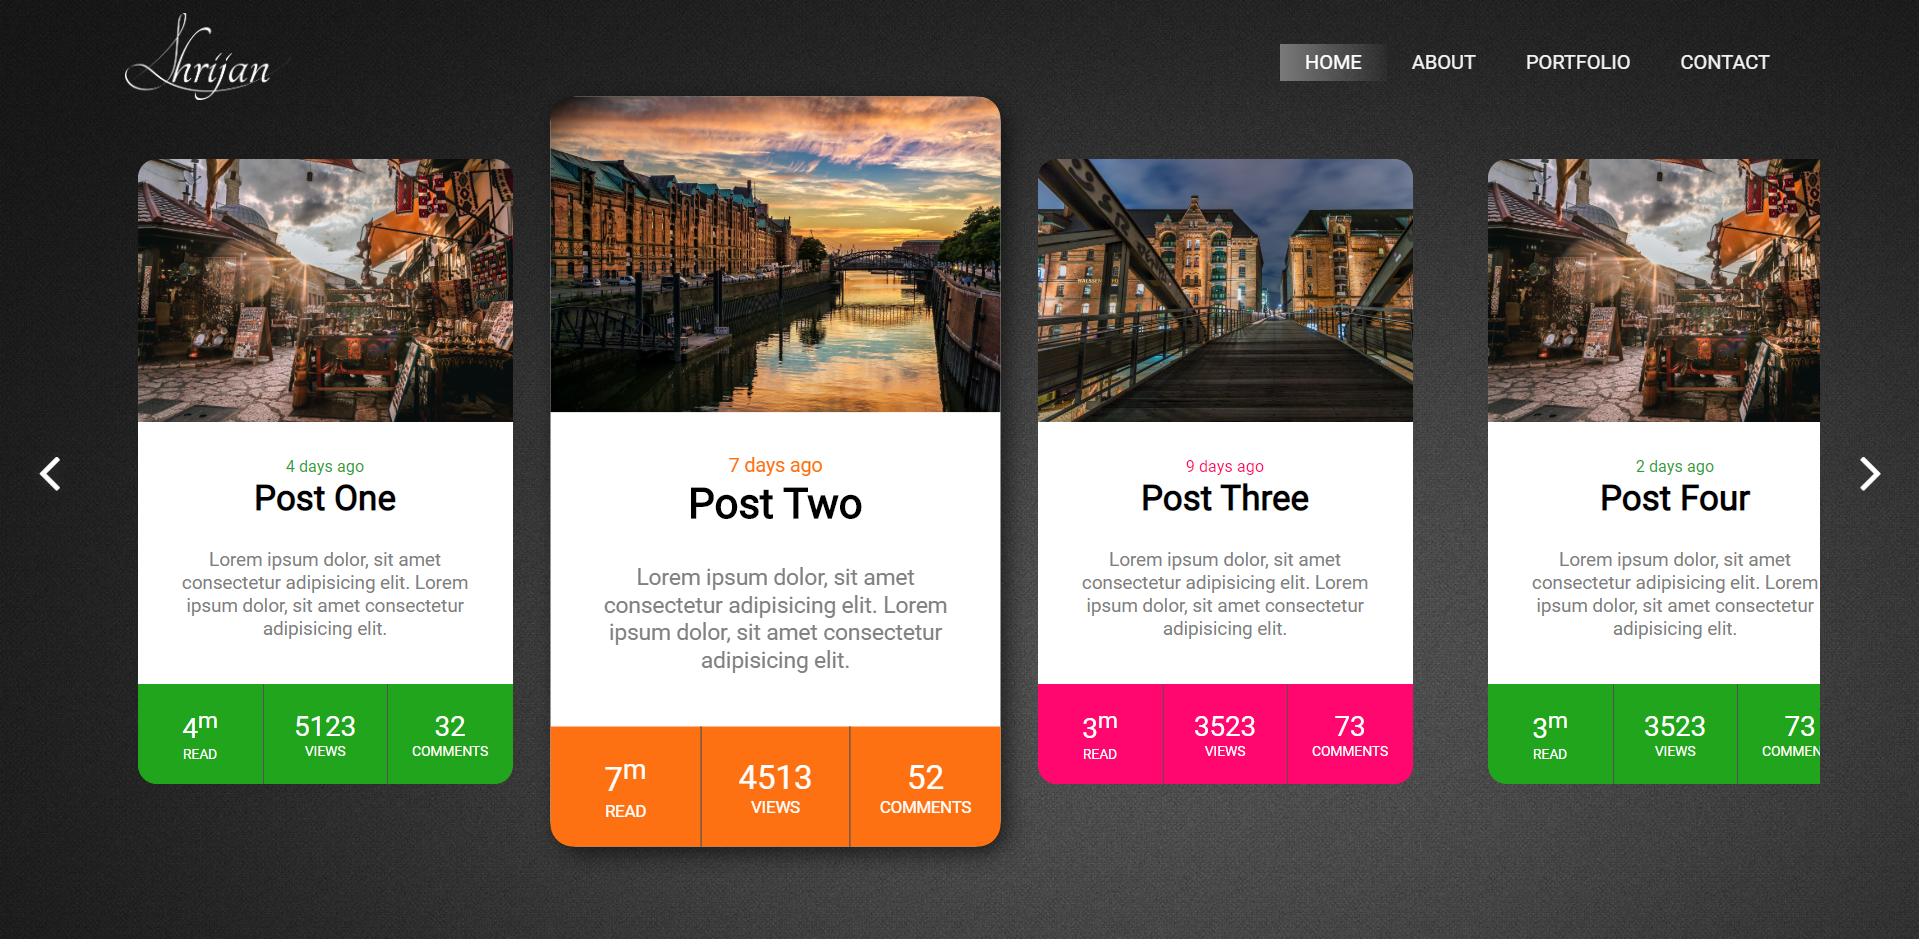 Shrijan
HOME ABOUT PORTFOLIO CONTACT
4 days ago
Post One
Lorem ipsum dolor, sit amet
consectetur adipisicing elit. Lorem
ipsum dolor, sit amet consectetur
adipisicing elit.
4m 5123 32
READ VIEWS COMMENTS
7 days ago
Post Two
Lorem ipsum dolor, sit amet
consectetur adipisicing elit. Lorem
ipsum dolor, sit amet consectetur
adipisicing elit.
7m 4513 52
READ VIEWS COMMENTS
9 days ago
Post Three
Lorem ipsum dolor, sit amet
consectetur adipisicing elit. Lorem
ipsum dolor, sit amet consectetur
adipisicing elit.
3m 3523 73
READ VIEWS COMMENTS
2 days ago
Post Four
Lorem ipsum dolor, sit amet
consectetur adipisicing elit. Lorem
ipsum dolor, sit amet consectetur
adipisicing elit.
3m 3523 73
READ VIEWS COMMEN